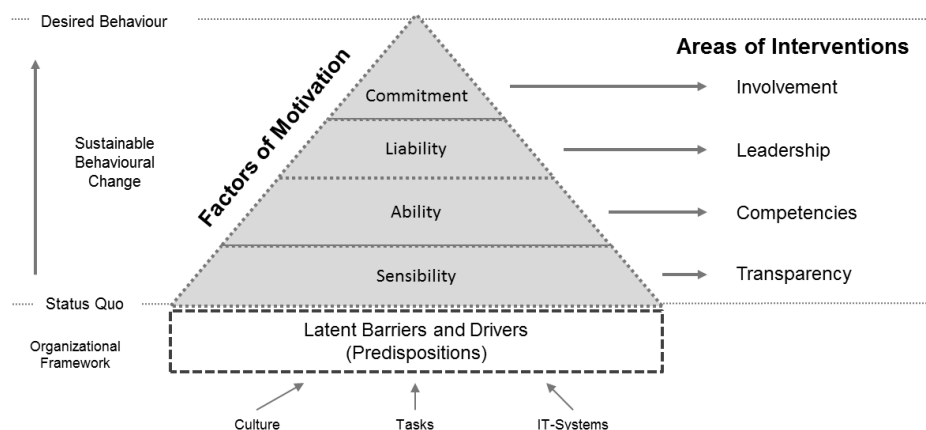 Desired Behaviour
Areas of Interventions
Factors of Motivation
Commitment
Involvement
Sustainable
Behavioural
Change
Liability
Leadership
Ability
Competencies
Sensibility
Transparency
Status Quo
Latent Barriers and Drivers
(Predispositions)
Organizational
Framework
Culture
Tasks
IT-Systems